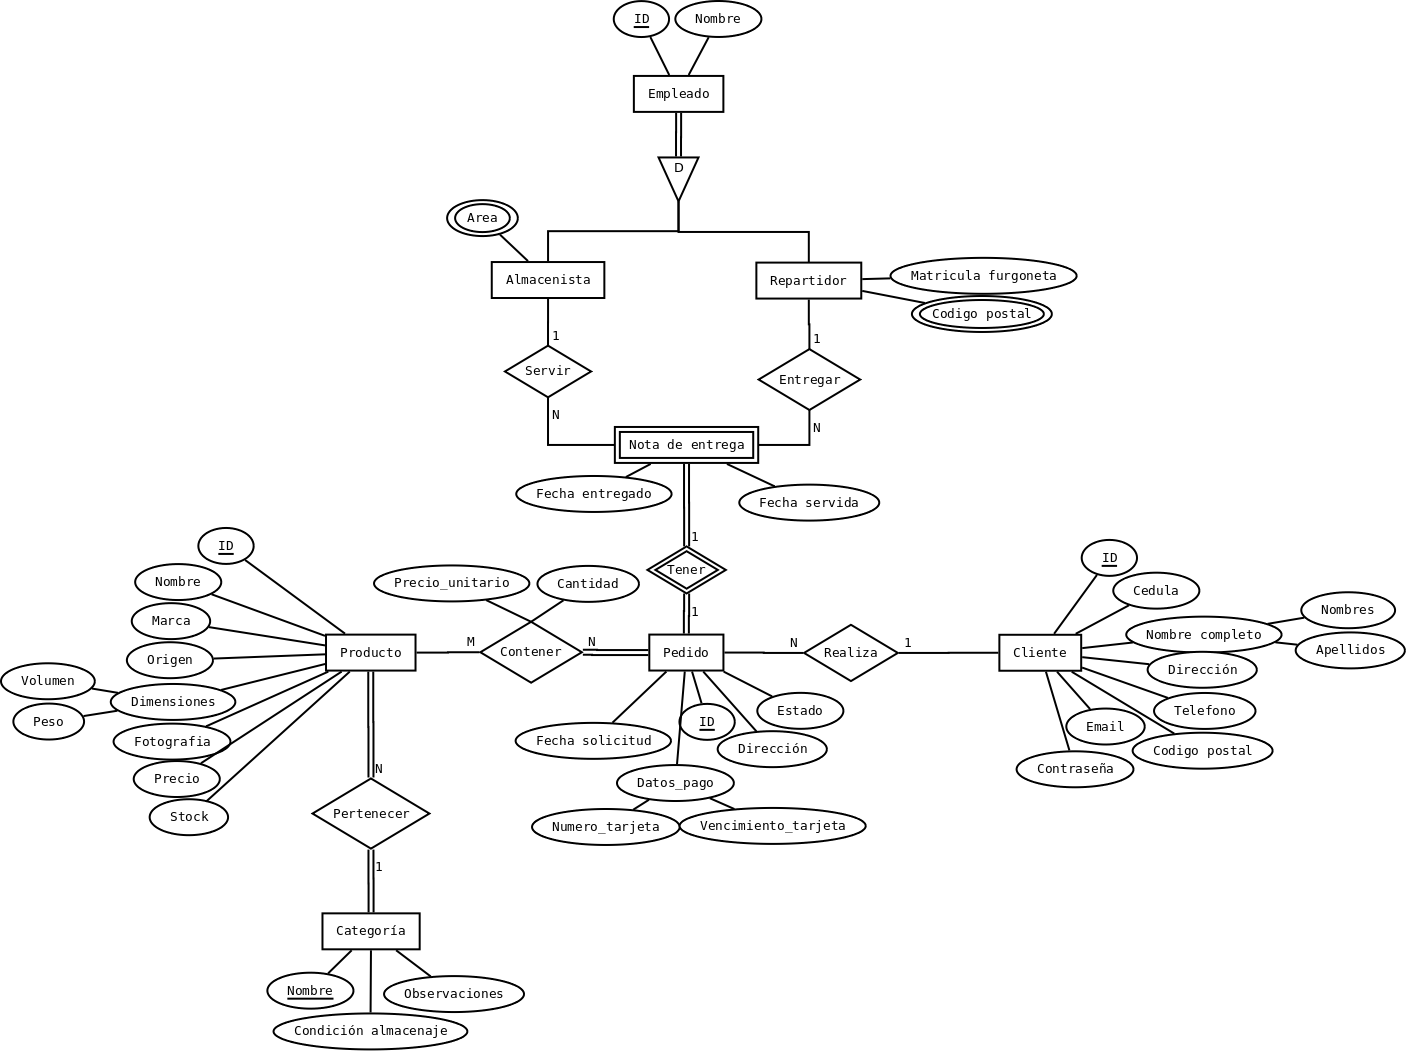 ID
Nombre
Empleado
D
Area
Almacenista
Repartidor
Matricula furgoneta
Codigo postal
1
1
Servir
Entregar
N
N
Nota de entrega
Fecha entregado
Fecha servida
1
Tener
1
ID
Nombre
Marca
Origen
Volumen
Peso
Dimensiones
Fotografia
Precio
Stock
Producto
Precio_unitario
Cantidad
M
Contener
N
Pedido
N
Realiza
1
Cliente
ID
Cedula
Nombre completo
Nombres
Apellidos
Dirección
Telefono
Email
Codigo postal
Contraseña
Fecha solicitud
ID
Estado
Dirección
Datos_pago
Numero_tarjeta
Vencimiento_tarjeta
N
Pertenecer
1
Categoría
Nombre
Observaciones
Condición almacenaje